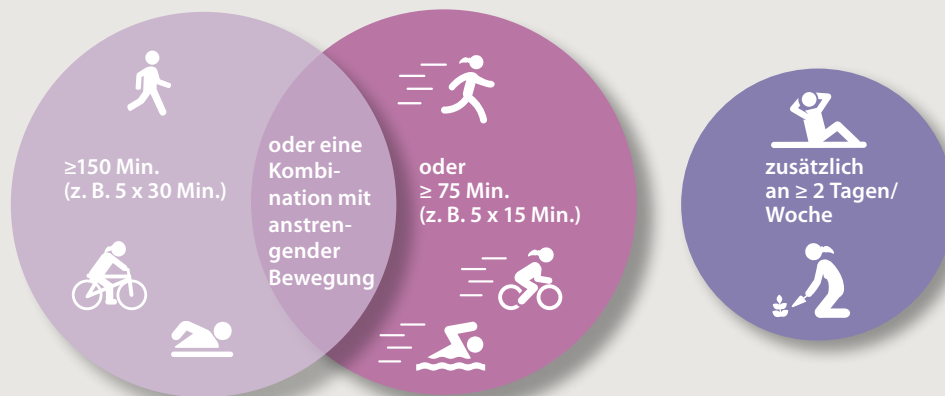 ≥150 Min.
(z. B. 5 x 30 Min.)
oder eine
Kombi-
nation mit
anstren-
gender
Bewegung
oder
≥ 75 Min.
(z. B. 5 x 15 Min.)
zusätzlich
an ≥ 2 Tagen/
Woche